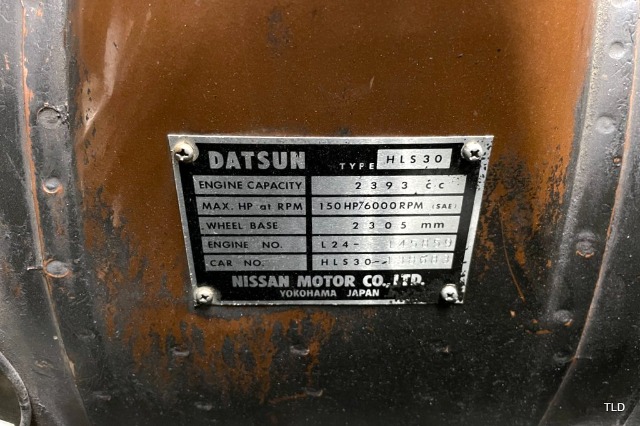 DATSUN TYPE HLS30
ENGINE CAPACITY 2393 cc
MAX. HP at RPM 150HP/6000RPM (SAE)
WHEEL BASE 2305 mm
ENGINE NO. L24-
CAR NO. HLS30-
NISSAN MOTOR CO., LTD.
YOKOHAMA JAPAN
TLD